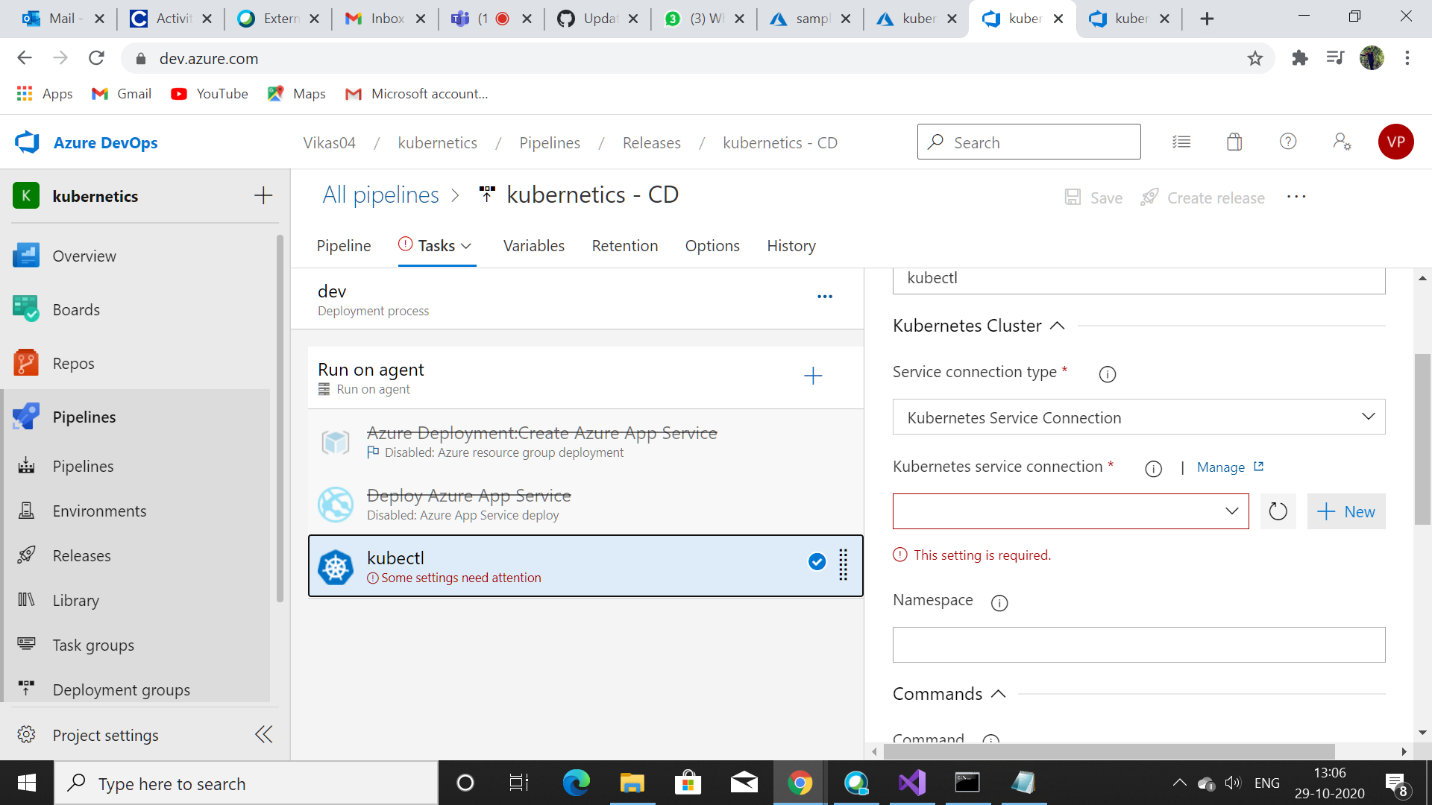 Mail -
Activit
Extern
Inbox
(1
Updat
(3) W
sampl
kuber
kuber
kuber
dev.azure.com
Apps
Gmail
YouTube
Maps
Microsoft account...
Azure DevOps
Vikas04 / kubernetics / Pipelines / Releases / kubernetics - CD
Search
VP
K kubernetics
All pipelines > kubernetics - CD
Save
Create release
Pipeline
Tasks
Variables
Retention
Options
History
Overview
Boards
Repos
Pipelines
Pipelines
Environments
Releases
Library
Task groups
Deployment groups
Project settings
dev
Deployment process
Run on agent
Run on agent
Azure Deployment:Create Azure App Service
Disabled: Azure resource group deployment
Deploy Azure App Service
Disabled: Azure App Service deploy
kubectl
Some settings need attention
kubectl
Kubernetes Cluster
Service connection type *
Kubernetes Service Connection
Kubernetes service connection * | Manage
New
This setting is required.
Namespace
Commands
Command
Type here to search
ENG
13:06
29-10-2020
8